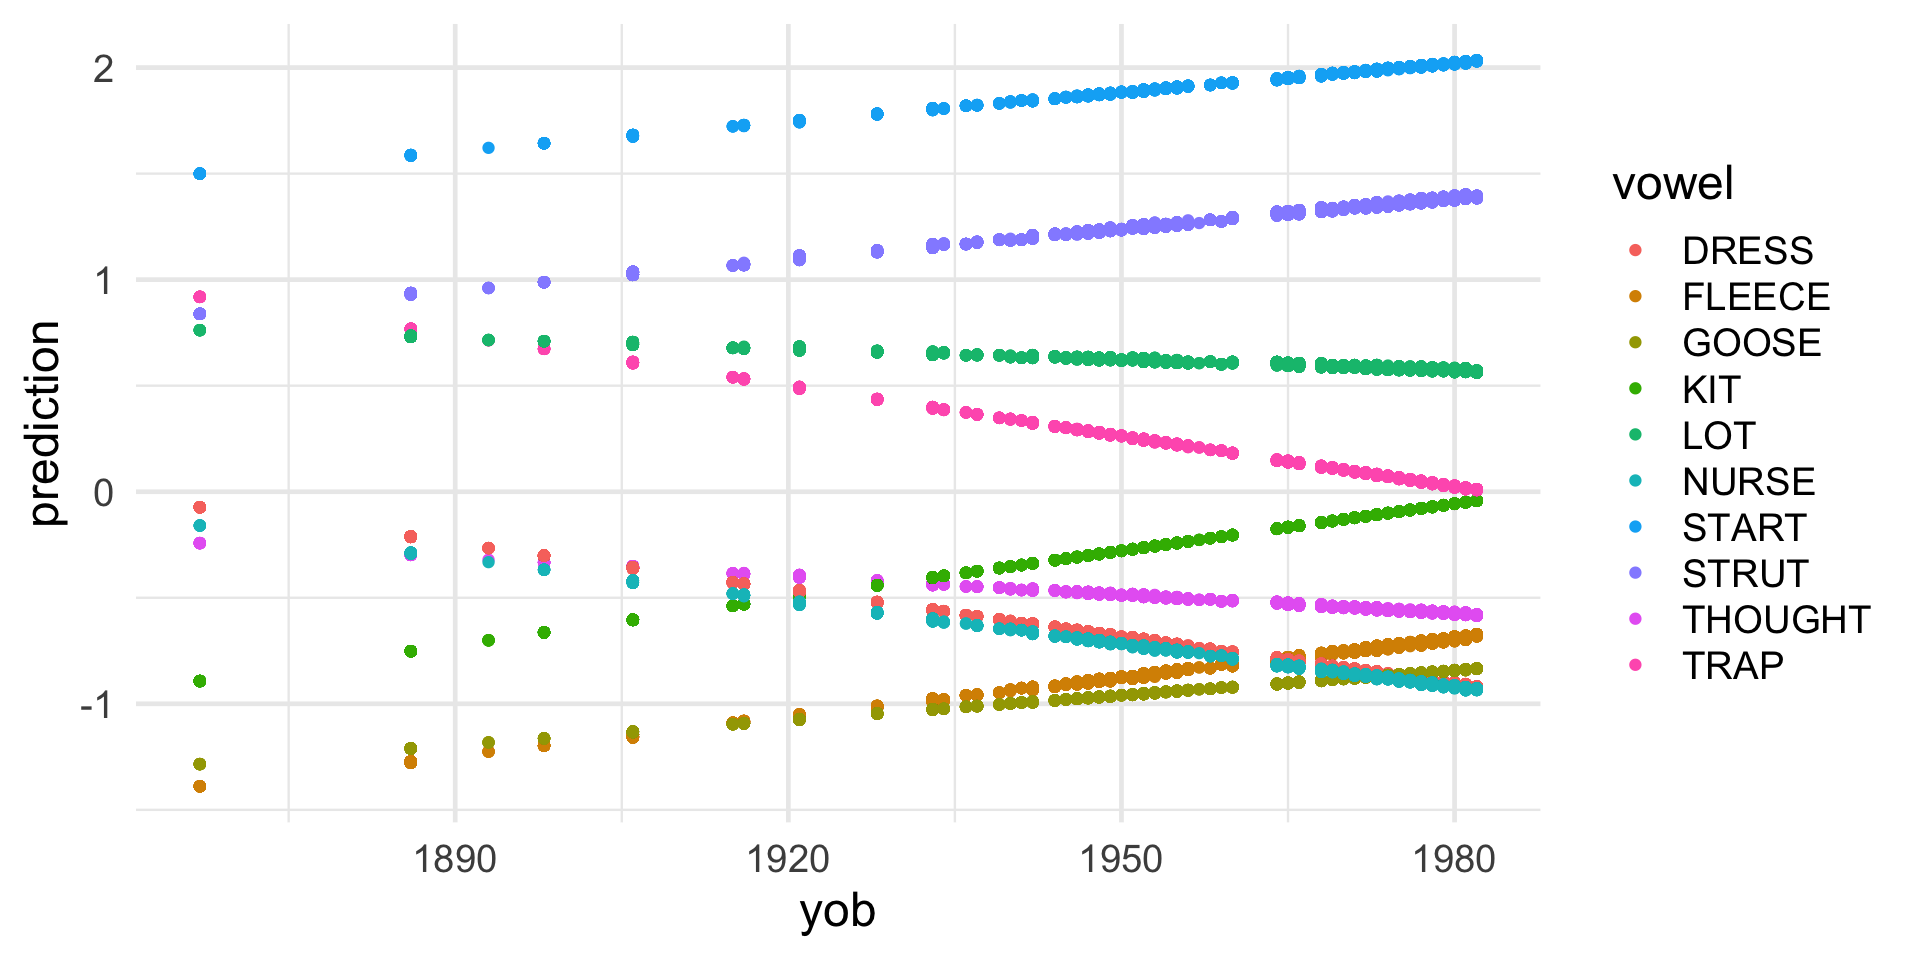 2
1
0
-1
prediction
1890
1920
1950
1980
yob
vowel
DRESS
FLEECE
GOOSE
KIT
LOT
NURSE
START
STRUT
THOUGHT
TRAP